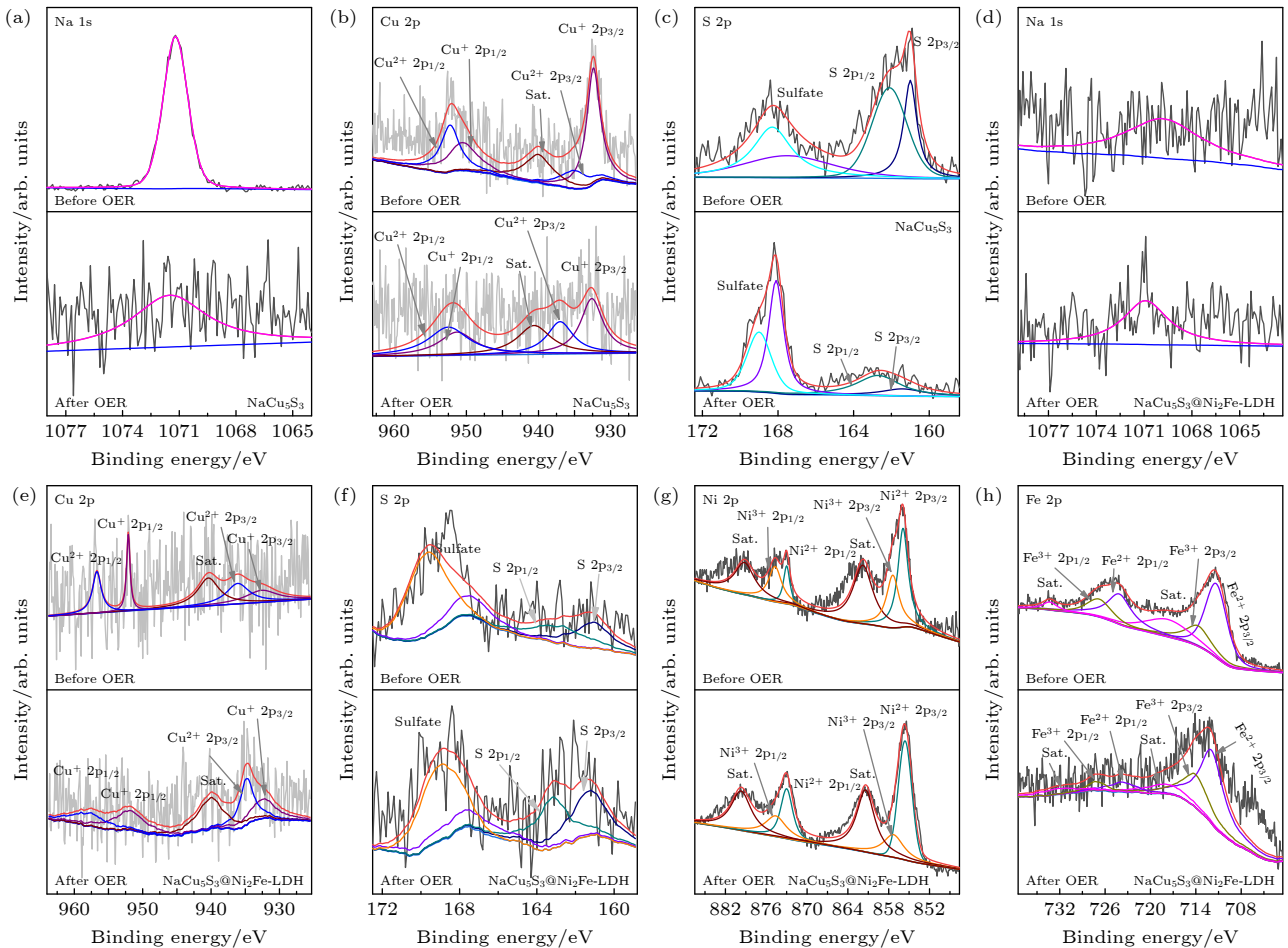 (a)
Na 1s
Before OER
After OER
NaCu₅S₃
1077 1074 1071 1068 1065
Binding energy/eV
Intensity/arb. units
(b)
Cu 2p
Cu²⁺ 2p₁/₂
Cu⁺ 2p₁/₂
Cu²⁺ 2p₃/₂
Sat.
Cu⁺ 2p₃/₂
Before OER
Cu²⁺ 2p₁/₂
Cu⁺ 2p₁/₂
Sat.
Cu²⁺ 2p₃/₂
Cu⁺ 2p₃/₂
After OER
NaCu₅S₃
960 950 940 930
Binding energy/eV
Intensity/arb. units
(c)
S 2p
Sulfate
S 2p₁/₂
S 2p₃/₂
Before OER
NaCu₅S₃
Sulfate
S 2p₁/₂
S 2p₃/₂
After OER
172 168 164 160
Binding energy/eV
Intensity/arb. units
(d)
Na 1s
Before OER
After OER
NaCu₅S₃@Ni₂Fe-LDH
1077 1074 1071 1068 1065
Binding energy/eV
Intensity/arb. units
(e)
Cu 2p
Cu²⁺ 2p₁/₂
Cu⁺ 2p₁/₂
Cu²⁺ 2p₃/₂
Sat.
Cu⁺ 2p₃/₂
Before OER
Cu⁺ 2p₁/₂
Cu⁺ 2p₁/₂
Cu²⁺ 2p₃/₂
Sat.
Cu⁺ 2p₃/₂
After OER
NaCu₅S₃@Ni₂Fe-LDH
960 950 940 930
Binding energy/eV
Intensity/arb. units
(f)
S 2p
Sulfate
S 2p₁/₂
S 2p₃/₂
Before OER
Sulfate
S 2p₁/₂
S 2p₃/₂
After OER
NaCu₅S₃@Ni₂Fe-LDH
172 168 164 160
Binding energy/eV
Intensity/arb. units
(g)
Ni 2p
Sat.
Ni³⁺ 2p₁/₂
Ni²⁺ 2p₁/₂
Sat.
Ni³⁺ 2p₃/₂
Ni²⁺ 2p₃/₂
Before OER
Sat.
Ni³⁺ 2p₁/₂
Ni²⁺ 2p₁/₂
Sat.
Ni³⁺ 2p₃/₂
Ni²⁺ 2p₃/₂
After OER
NaCu₅S₃@Ni₂Fe-LDH
882 876 870 864 858 852
Binding energy/eV
Intensity/arb. units
(h)
Fe 2p
Sat.
Fe³⁺ 2p₁/₂
Fe²⁺ 2p₁/₂
Sat.
Fe³⁺ 2p₃/₂
Fe²⁺ 2p₃/₂
Before OER
Sat.
Fe³⁺ 2p₁/₂
Fe²⁺ 2p₁/₂
Sat.
Fe³⁺ 2p₃/₂
Fe²⁺ 2p₃/₂
After OER
NaCu₅S₃@Ni₂Fe-LDH
732 726 720 714 708
Binding energy/eV
Intensity/arb. units